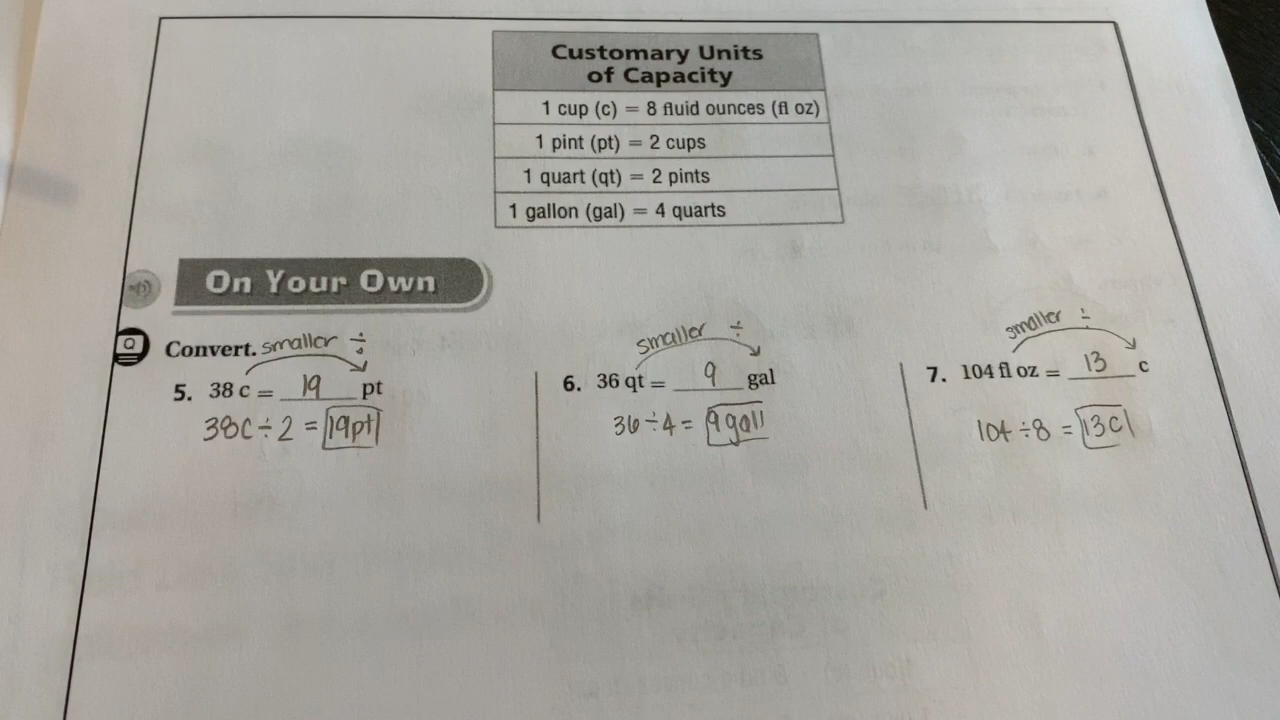 Customary Units
of Capacity
1 cup (c) = 8 fluid ounces (fl oz)
1 pint (pt) = 2 cups
1 quart (qt) = 2 pints
1 gallon (gal) = 4 quarts
On Your Own
Convert. smaller ÷
5. 38 c = 19 pt
38c ÷ 2 = 19pt
smaller ÷
6. 36 qt = 9 gal
36 ÷ 4 = 9gal
smaller ÷
7. 104 fl oz = 13 c
104 ÷ 8 = 13c